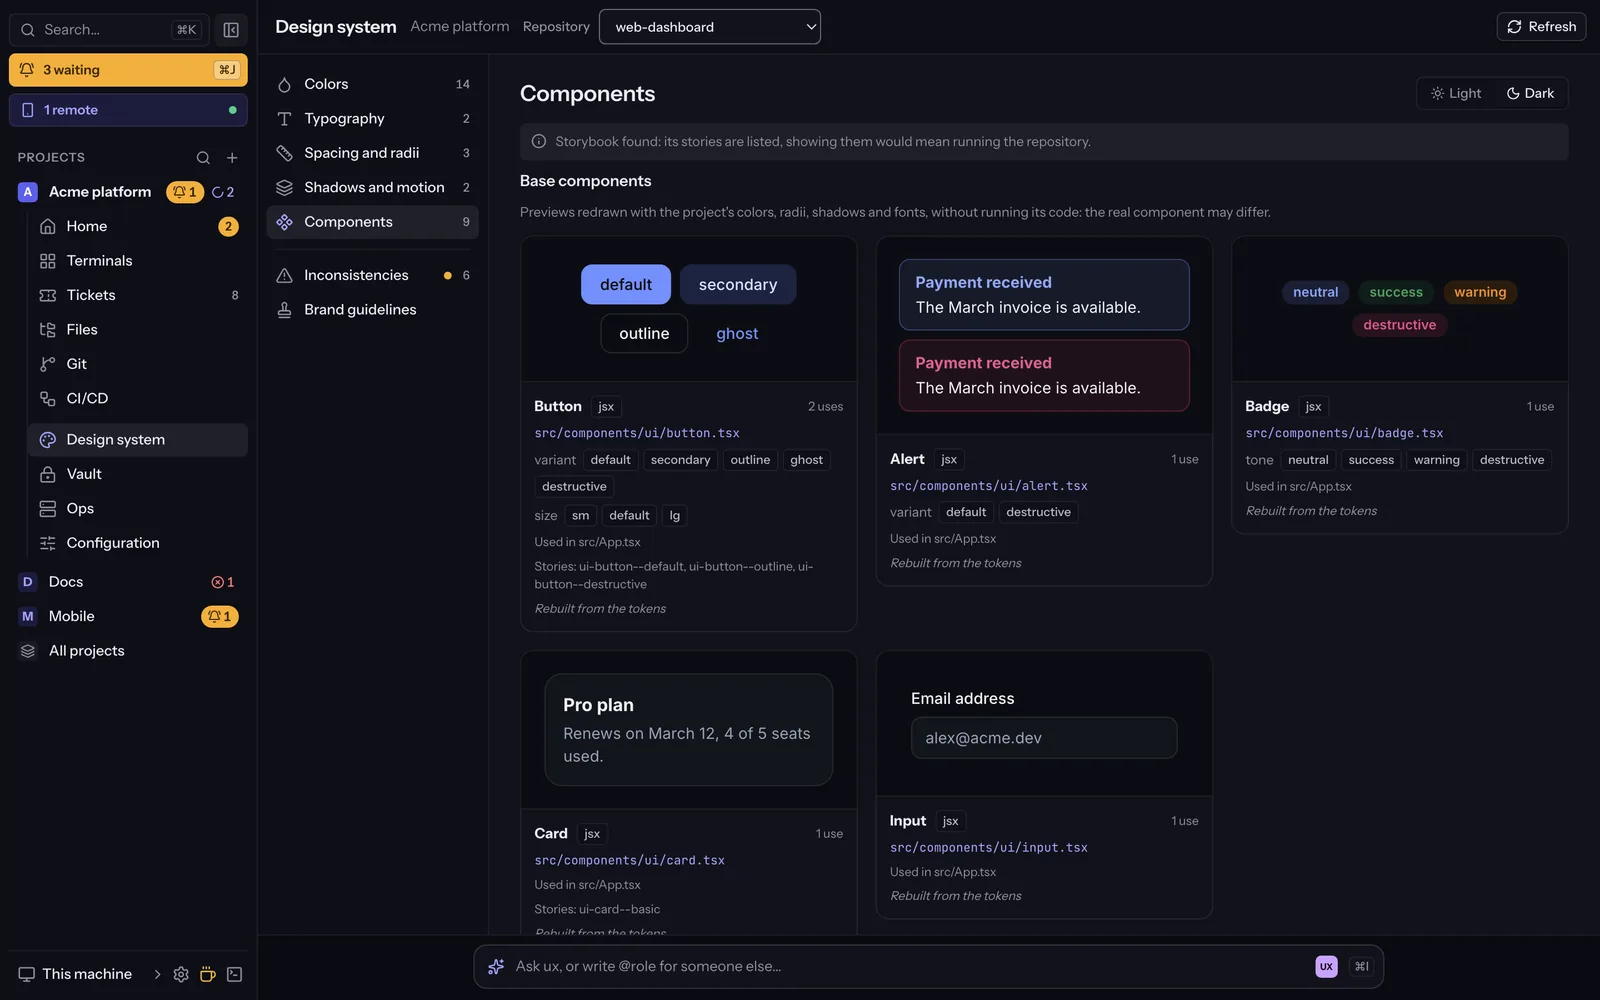 Search...
⌘K
3 waiting
⌘J
1 remote
PROJECTS
A Acme platform 1 2
Home 2
Terminals
Tickets 8
Files
Git
CI/CD
Design system
Vault
Ops
Configuration
D Docs 1
M Mobile 1
All projects
This machine
Design system Acme platform Repository web-dashboard
Refresh
Colors 14
Typography 2
Spacing and radii 3
Shadows and motion 2
Components 9
Inconsistencies 6
Brand guidelines
Components
Light Dark
Storybook found: its stories are listed, showing them would mean running the repository.
Base components
Previews redrawn with the project's colors, radii, shadows and fonts, without running its code: the real component may differ.
default secondary
outline ghost
Button jsx 2 uses
src/components/ui/button.tsx
variant default secondary outline ghost
destructive
size sm default lg
Used in src/App.tsx
Stories: ui-button--default, ui-button--outline, ui-
button--destructive
Rebuilt from the tokens
Payment received
The March invoice is available.
Payment received
The March invoice is available.
Alert jsx 1 use
src/components/ui/alert.tsx
variant default destructive
Used in src/App.tsx
Rebuilt from the tokens
neutral success warning
destructive
Badge jsx 1 use
src/components/ui/badge.tsx
tone neutral success warning destructive
Used in src/App.tsx
Rebuilt from the tokens
Pro plan
Renews on March 12, 4 of 5 seats
used.
Card jsx 1 use
src/components/ui/card.tsx
Used in src/App.tsx
Stories: ui-card--basic
Rebuilt from the tokens
Email address
alex@acme.dev
Input jsx 1 use
src/components/ui/input.tsx
Used in src/App.tsx
Rebuilt from the tokens
Ask ux, or write @role for someone else...
UX ⌘I